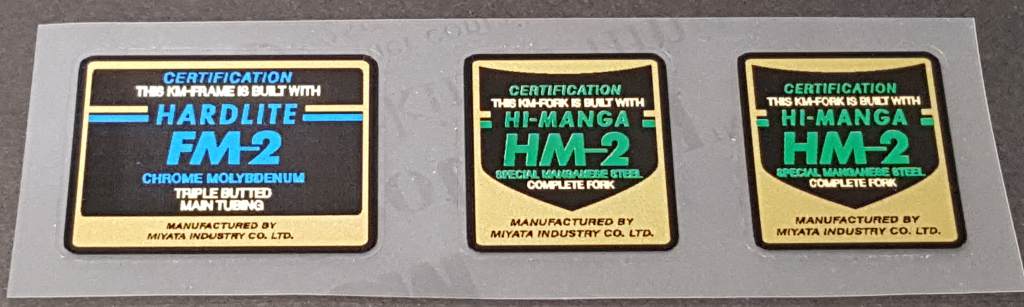 CERTIFICATION
THIS KM-FRAME IS BUILT WITH
HARDLITE
FM-2
CHROME MOLYBDENUM
TRIPLE BUTTED
MAIN TUBING
MANUFACTURED BY
MIYATA INDUSTRY CO. LTD.
CERTIFICATION
THIS KM-FORK IS BUILT WITH
HI-MANGA
HM-2
SPECIAL MANGANESE STEEL
COMPLETE FORK
MANUFACTURED BY
MIYATA INDUSTRY CO. LTD.
CERTIFICATION
THIS KM-FORK IS BUILT WITH
HI-MANGA
HM-2
SPECIAL MANGANESE STEEL
COMPLETE FORK
MANUFACTURED BY
MIYATA INDUSTRY CO. LTD.